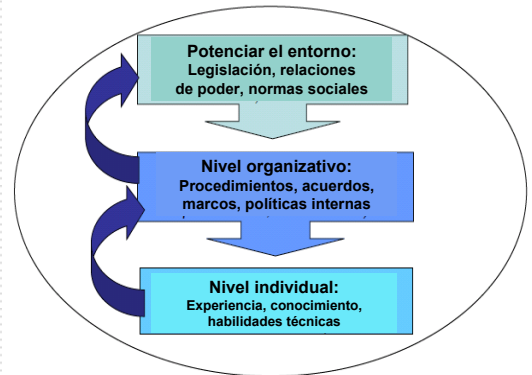 Potenciar el entorno:
Legislación, relaciones
de poder, normas sociales
Nivel organizativo:
Procedimientos, acuerdos,
marcos, políticas internas
Nivel individual:
Experiencia, conocimiento,
habilidades técnicas